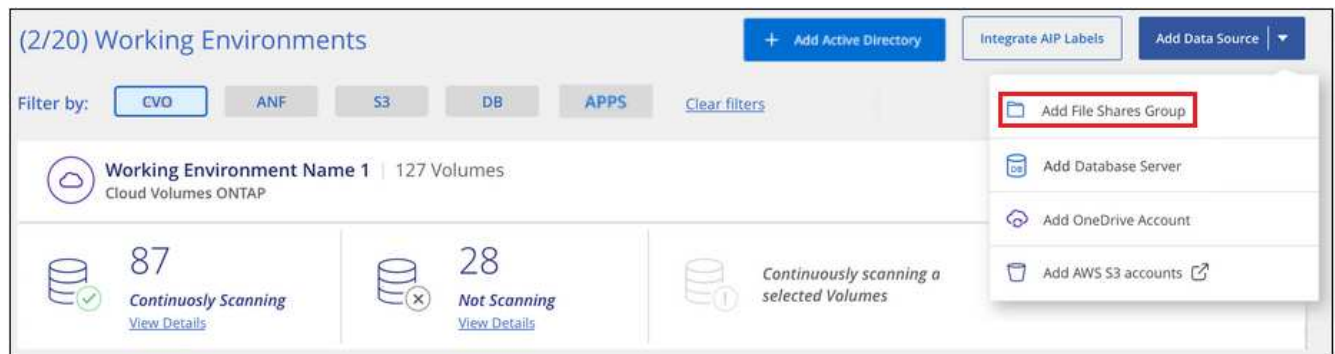 (2/20) Working Environments
+ Add Active Directory
Integrate AIP Labels
Add Data Source
Filter by:
CVO
ANF
S3
DB
APPS
Clear filters
Add File Shares Group
DB
Add Database Server
Add OneDrive Account
Add AWS S3 accounts
Working Environment Name 1 | 127 Volumes
Cloud Volumes ONTAP
87
Continuosly Scanning
View Details
28
Not Scanning
View Details
Continuously scanning a
selected Volumes